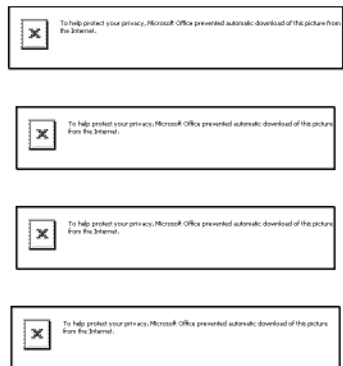 To help protect your privacy, Microsoft Office prevented automatic download of this picture from
the Internet.
To help protect your privacy, Microsoft Office prevented automatic download of this picture
from the Internet.
To help protect your privacy, Microsoft Office prevented automatic download of this picture
from the Internet.
To help protect your privacy, Microsoft Office prevented automatic download of this picture
from the Internet.